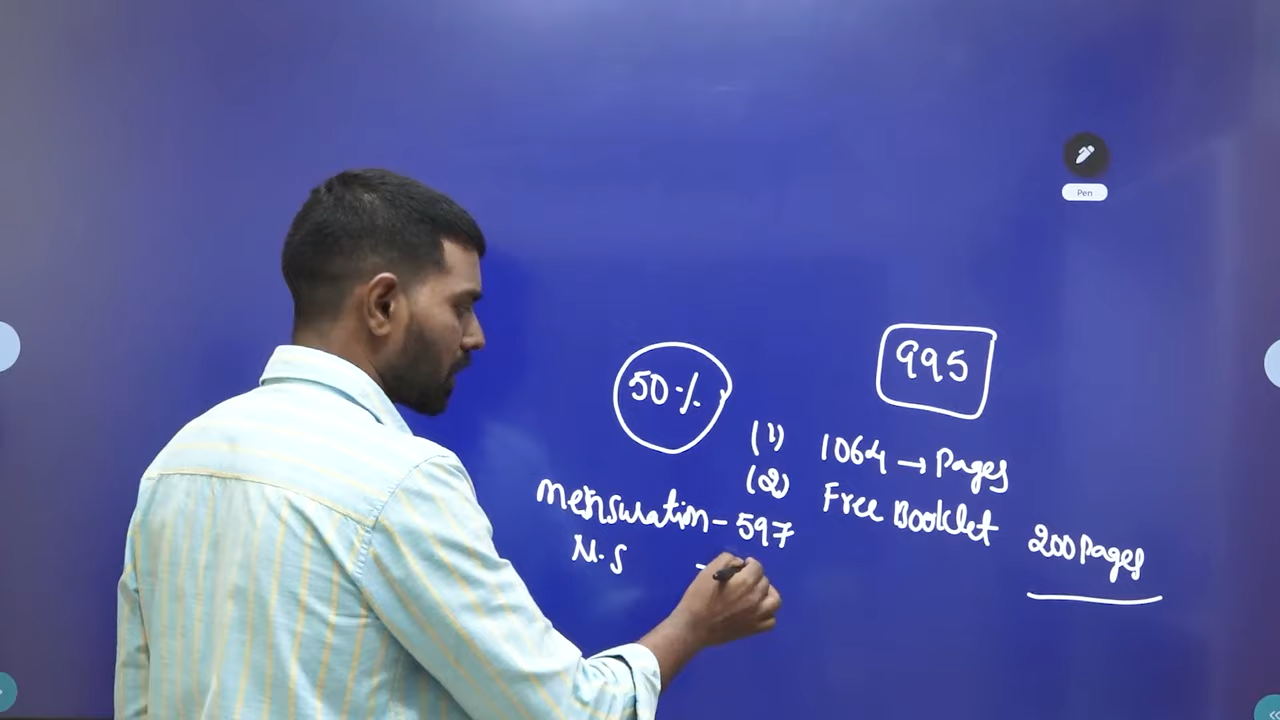 Pen
995
50%
(1) 1064 → Pages
(2) Free Booklet 200 Pages
Mensuration - 597
N.S -